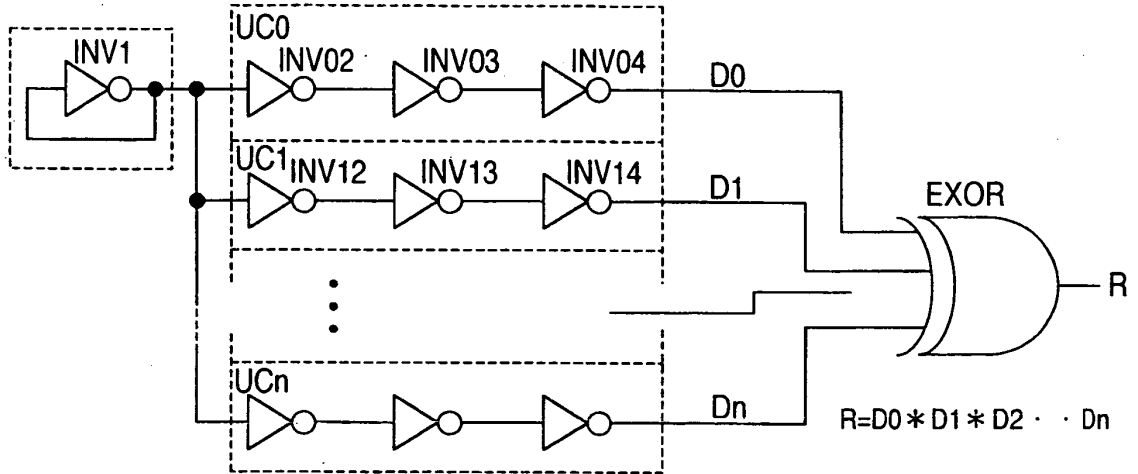 UC0
INV1
INV02
INV03
INV04
D0
UC1
INV12
INV13
INV14
D1
EXOR
R
UCn
Dn
R=D0*D1*D2 · · Dn